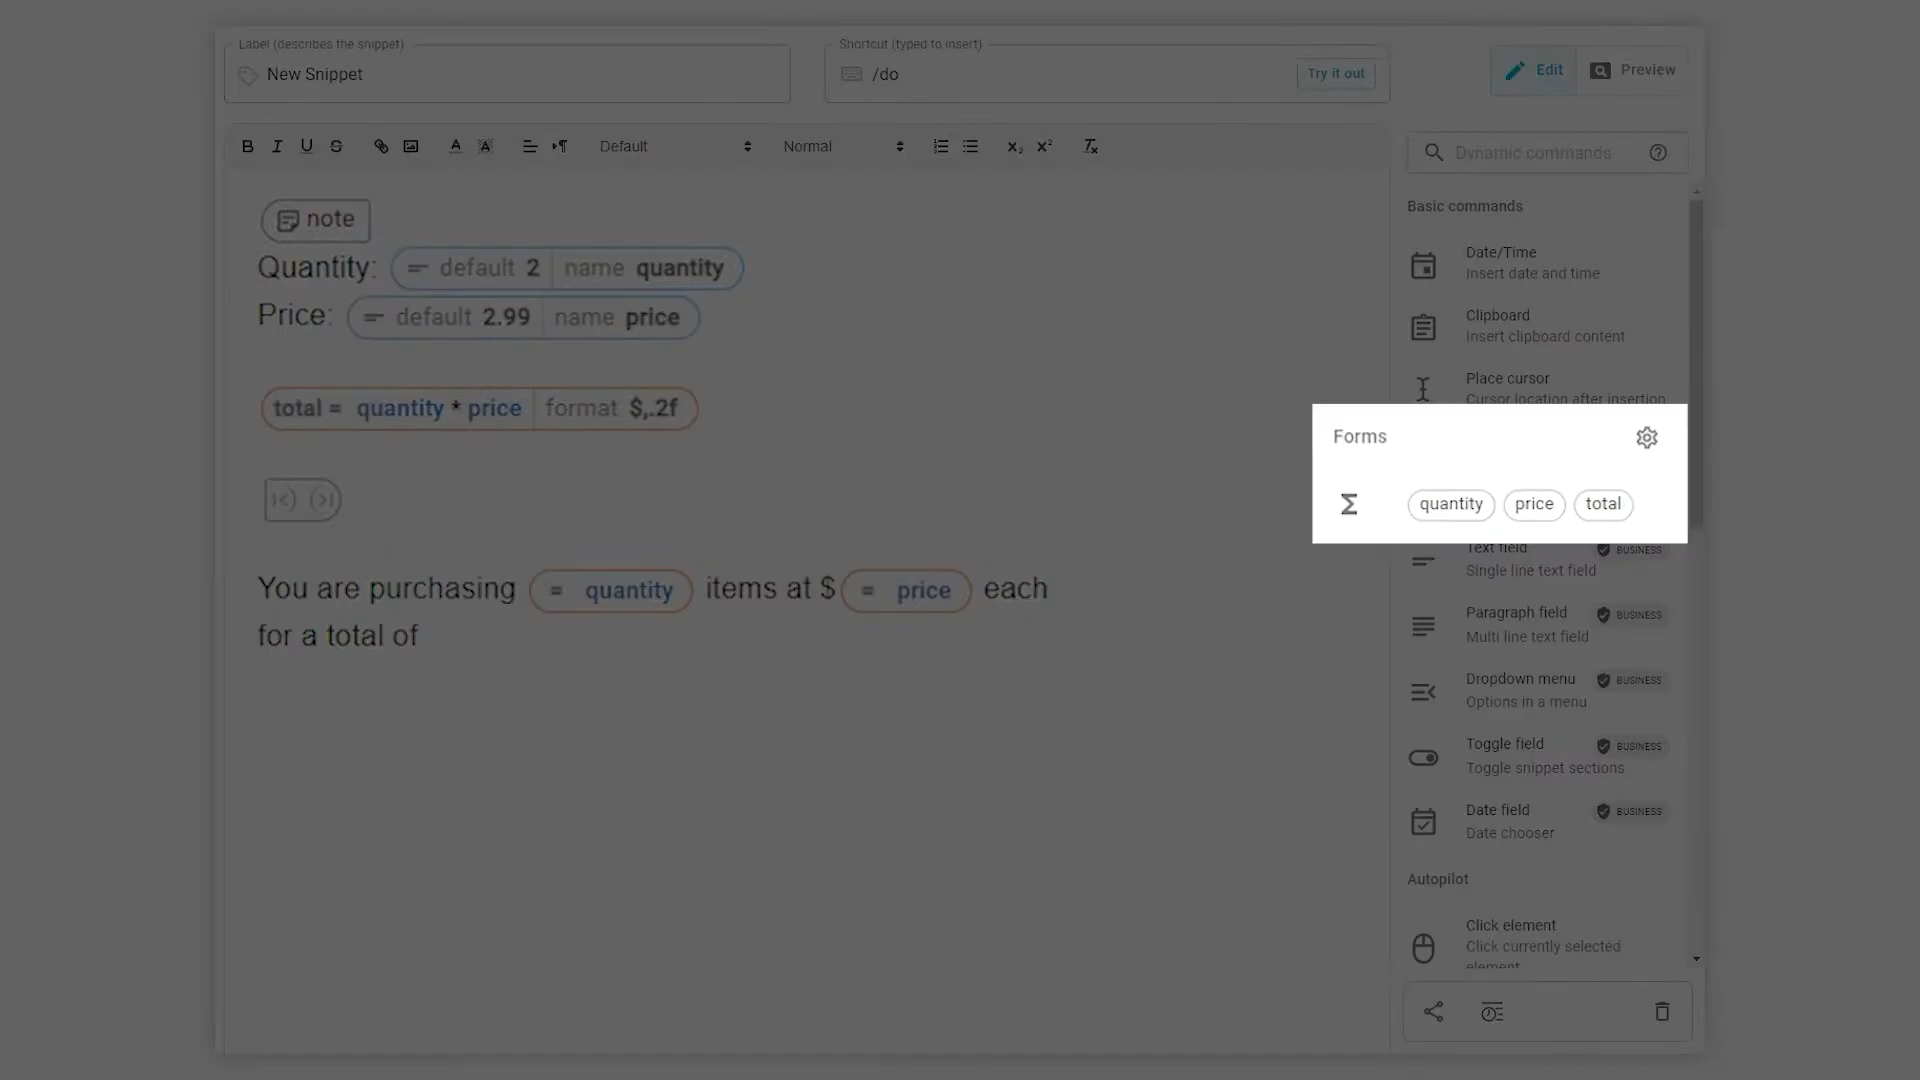 Label (describes the snippet)
New Snippet
Shortcut (typed to insert)
/do
Try it out
Edit
Preview
B I U S
Default
Normal
Dynamic commands
note
Quantity: default 2 name quantity
Price: default 2.99 name price
total = quantity * price format $,.2f
You are purchasing = quantity items at $ = price each
for a total of
Basic commands
Date/Time
Insert date and time
Clipboard
Insert clipboard content
Place cursor
Cursor location after insertion
Forms
Σ quantity price total
Text field BUSINESS
Single line text field
Paragraph field BUSINESS
Multi line text field
Dropdown menu BUSINESS
Options in a menu
Toggle field BUSINESS
Toggle snippet sections
Date field BUSINESS
Date chooser
Autopilot
Click element
Click currently selected
element